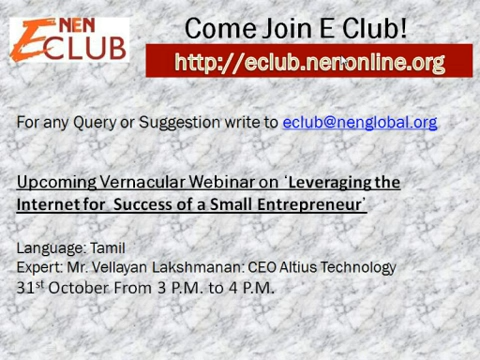 NEN
E CLUB
Come Join E Club!
http://eclub.nenonline.org
For any Query or Suggestion write to eclub@nenglobal.org
Upcoming Vernacular Webinar on ‘Leveraging the
Internet for Success of a Small Entrepreneur’
Language: Tamil
Expert: Mr. Vellayan Lakshmanan: CEO Altius Technology
31st October From 3 P.M. to 4 P.M.